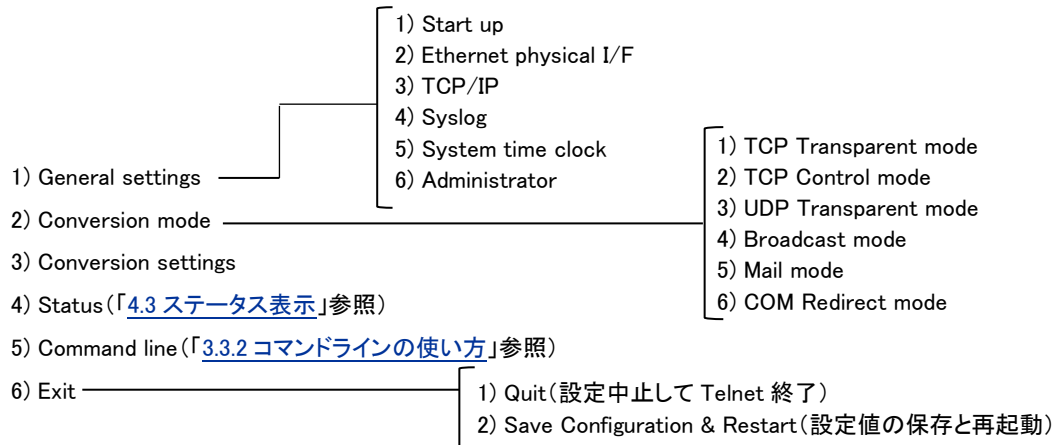 1) General settings
1) Start up
2) Ethernet physical I/F
3) TCP/IP
4) Syslog
5) System time clock
6) Administrator
2) Conversion mode
1) TCP Transparent mode
2) TCP Control mode
3) UDP Transparent mode
4) Broadcast mode
5) Mail mode
6) COM Redirect mode
3) Conversion settings
4) Status(「4.3 ステータス表示」参照)
5) Command line(「3.3.2 コマンドラインの使い方」参照)
6) Exit
1) Quit(設定中止して Telnet 終了)
2) Save Configuration & Restart(設定値の保存と再起動)